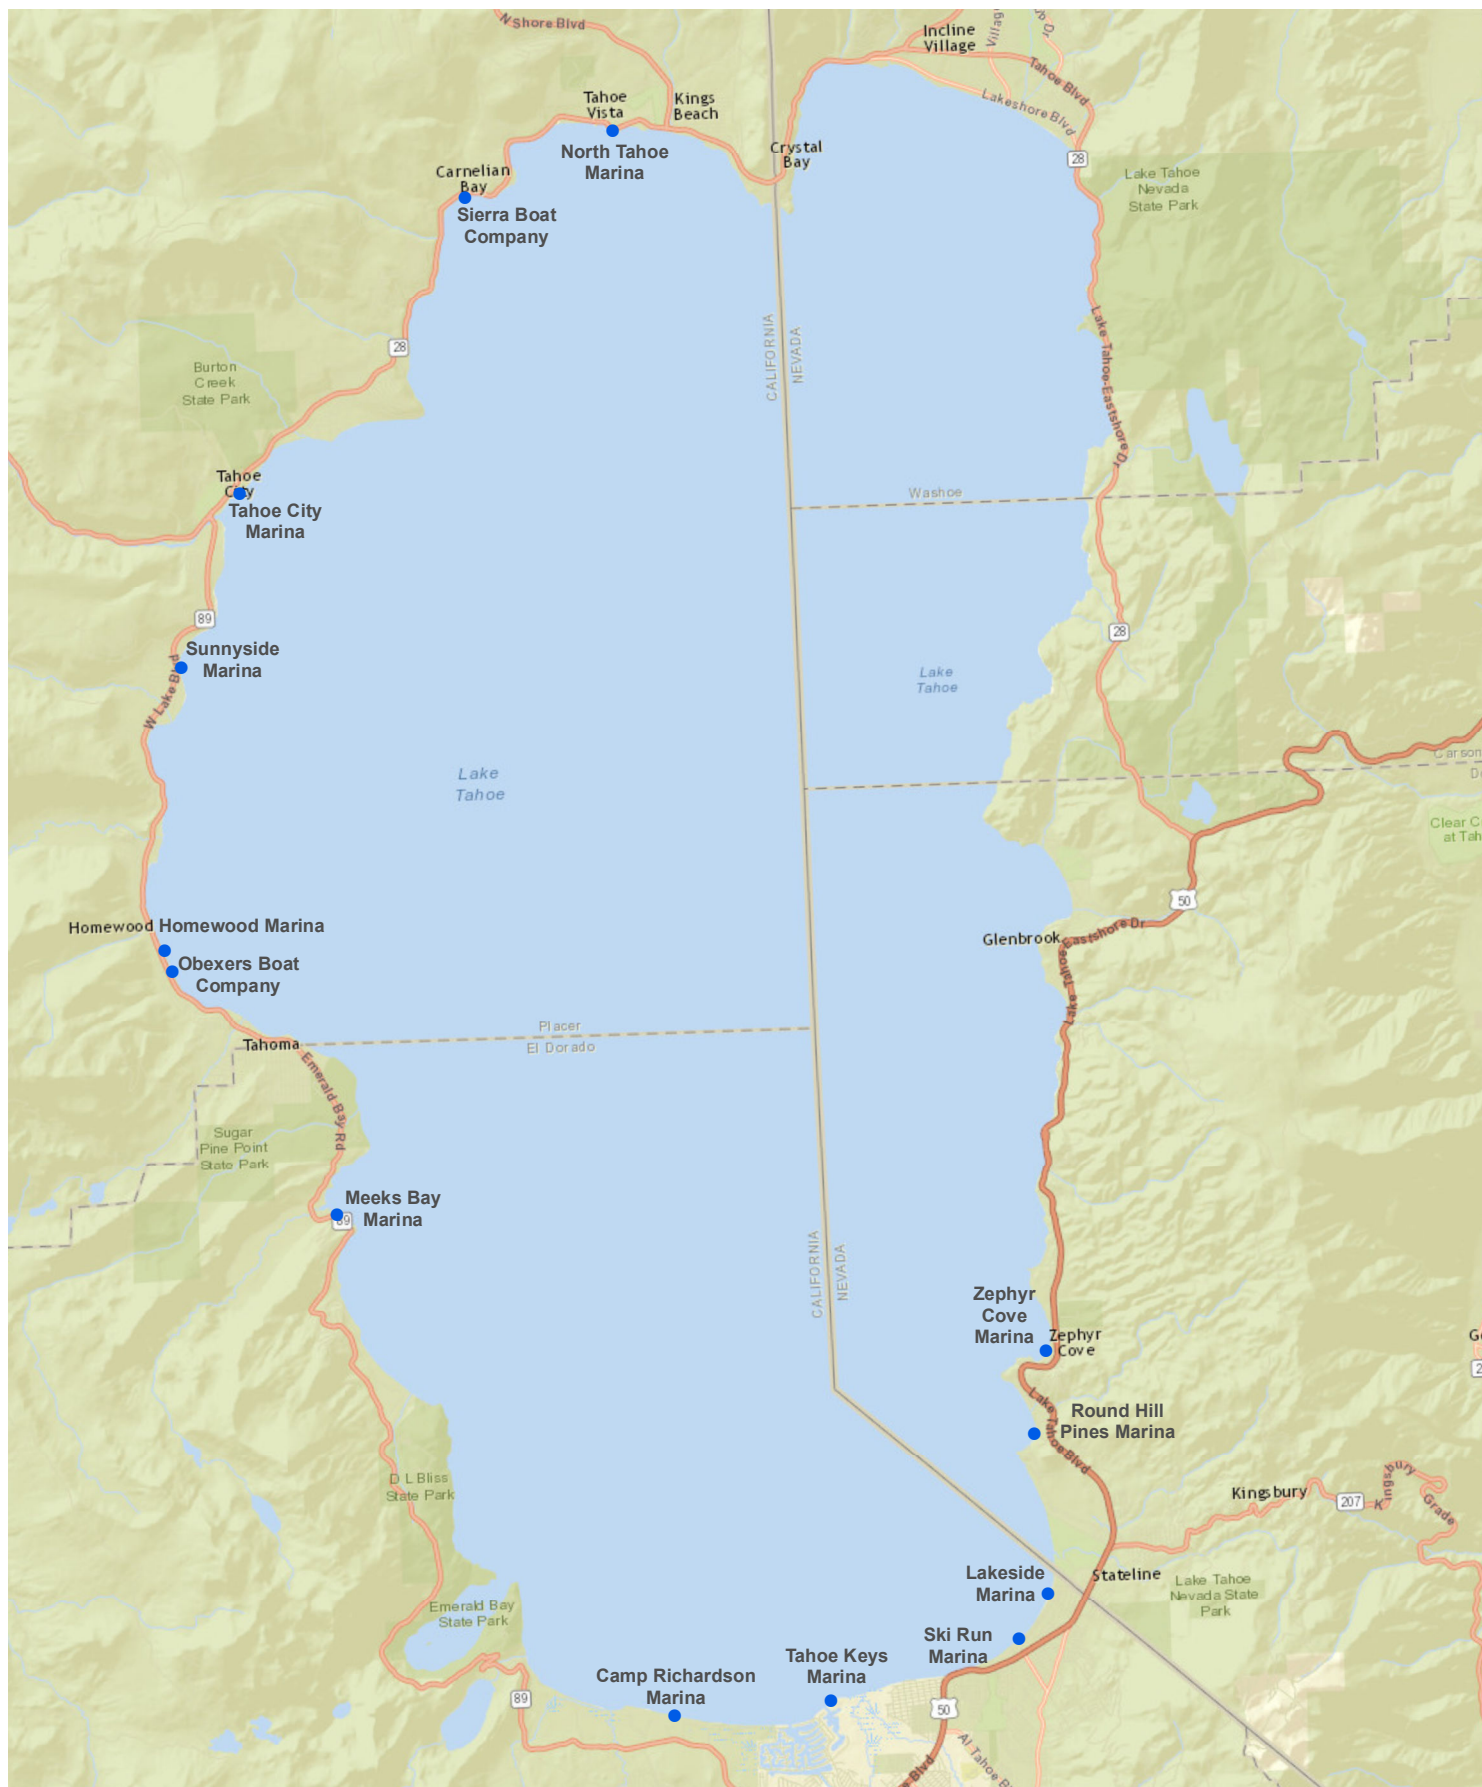 N Shore Blvd
Incline
Village
Village
Tahoe Blvd
Lakeshore Blvd
Tahoe
Vista
Kings
Beach
North Tahoe
Marina
Crystal
Bay
28
Lake Tahoe
Nevada
State Park
Carnelian
Bay
Sierra Boat
Company
CALIFORNIA
NEVADA
Lake Tahoe-Eastshore Dr
28
Burton
Creek
State Park
Tahoe
City
Tahoe City
Marina
Washoe
89
28
Sunnyside
Marina
W Lake Blvd
Lake
Tahoe
Lake
Tahoe
Carson
Clear C
at Tah
50
Homewood
Homewood Marina
Obexers Boat
Company
Glenbrook
Eastshore Dr
Lake Tahoe
Placer
El Dorado
Tahoma
Emerald Bay Rd
Sugar
Pine Point
State Park
Meeks Bay
Marina
89
CALIFORNIA
NEVADA
Zephyr
Cove
Marina
Zephyr
Cove
Lake Tahoe Blvd
Round Hill
Pines Marina
D L Bliss
State Park
Kingsbury
207
Kingsbury
Grade
Lakeside
Marina
Stateline
Lake Tahoe
Nevada State
Park
Emerald Bay
State Park
Ski Run
Marina
Tahoe Keys
Marina
Camp Richardson
Marina
89
50
Al Tahoe B
e Blvd